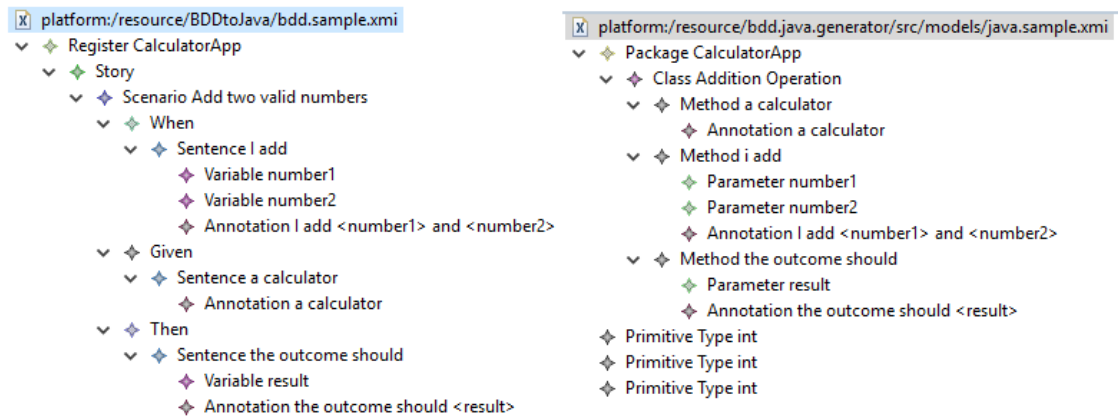 platform:/resource/BDDtoJava/bdd.sample.xmi
Register CalculatorApp
Story
Scenario Add two valid numbers
When
Sentence I add
Variable number1
Variable number2
Annotation I add <number1> and <number2>
Given
Sentence a calculator
Annotation a calculator
Then
Sentence the outcome should
Variable result
Annotation the outcome should <result>
platform:/resource/bdd.java.generator/src/models/java.sample.xmi
Package CalculatorApp
Class Addition Operation
Method a calculator
Annotation a calculator
Method i add
Parameter number1
Parameter number2
Annotation I add <number1> and <number2>
Method the outcome should
Parameter result
Annotation the outcome should <result>
Primitive Type int
Primitive Type int
Primitive Type int